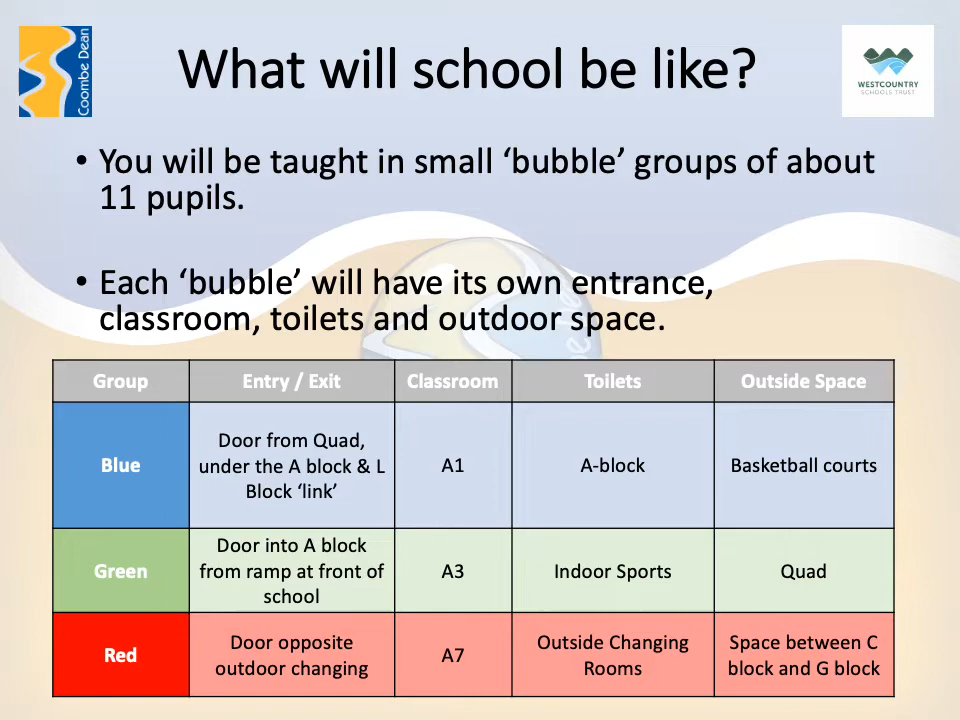 Coombe Dean
What will school be like?
WESTCOUNTRY
SCHOOLS TRUST
• You will be taught in small ‘bubble’ groups of about
11 pupils.
• Each ‘bubble’ will have its own entrance,
classroom, toilets and outdoor space.
Group Entry / Exit Classroom Toilets Outside Space
Blue
Door from Quad,
under the A block & L
Block ‘link’
A1
A-block
Basketball courts
Green
Door into A block
from ramp at front of
school
A3
Indoor Sports
Quad
Red
Door opposite
outdoor changing
A7
Outside Changing
Rooms
Space between C
block and G block